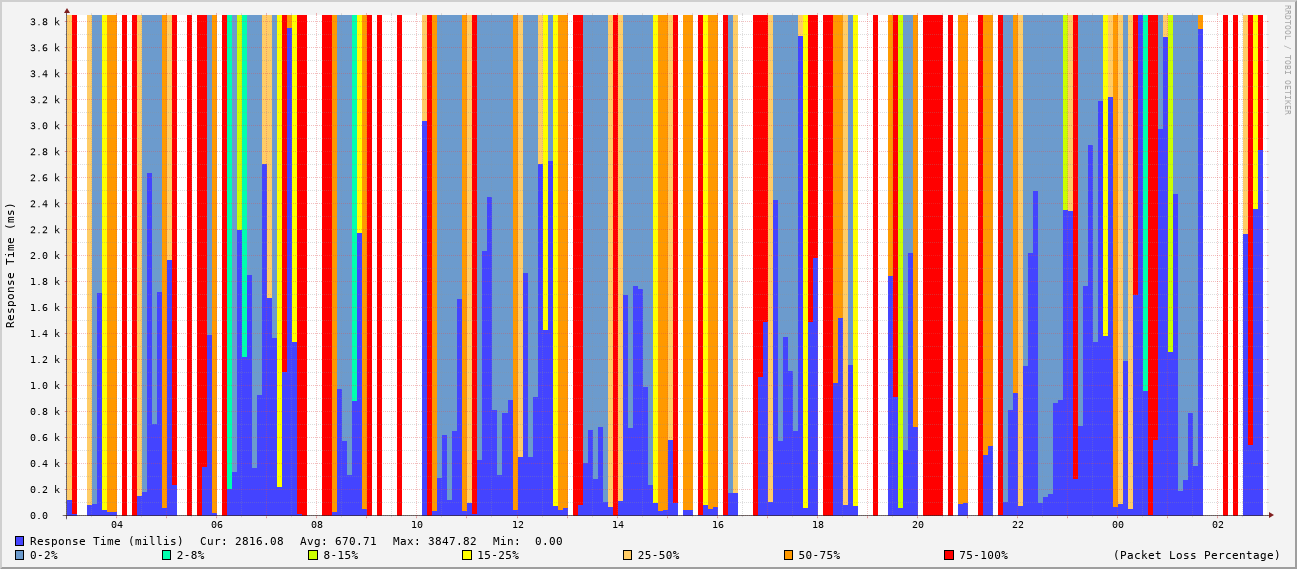 RRDTOOL / TOBI OETIKER
Response Time (ms)
3.8 k
3.6 k
3.4 k
3.2 k
3.0 k
2.8 k
2.6 k
2.4 k
2.2 k
2.0 k
1.8 k
1.6 k
1.4 k
1.2 k
1.0 k
0.8 k
0.6 k
0.4 k
0.2 k
0.0
04 06 08 10 12 14 16 18 20 22 00 02
Response Time (millis) Cur: 2816.08 Avg: 670.71 Max: 3847.82 Min: 0.00
0-2% 2-8% 8-15% 15-25% 25-50% 50-75% 75-100% (Packet Loss Percentage)